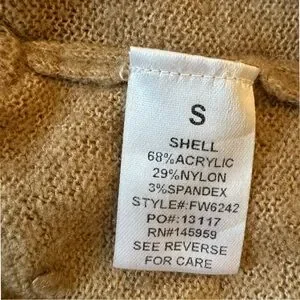 S
SHELL
68%ACRYLIC
29%NYLON
3%SPANDEX
STYLE#:FW6242
PO#:13117
RN#145959
SEE REVERSE
FOR CARE